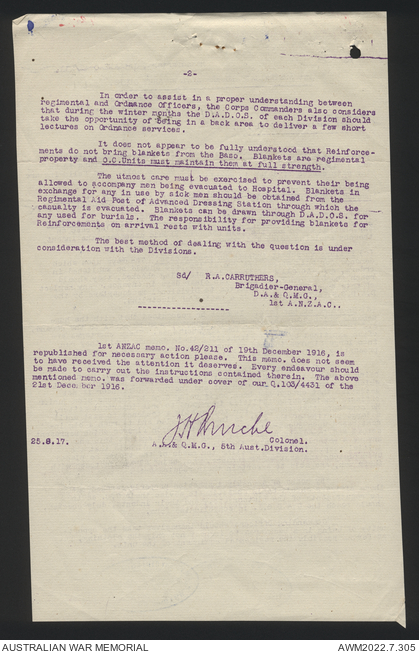 -2-
In order to assist in a proper understanding between
regimental and Ordnance Officers, the Corps Commanders also considers
that during the winter months the D.A.D.O.S. of each Division should
take the opportunity of being in a back area to deliver a few short
lectures on Ordnance services.
It does not appear to be fully understood that Reinforce-
ments do not bring blankets from the Base. Blankets are regimental
property and O.C.Units must maintain them at full strength.
The utmost care must be exercised to prevent their being
allowed to accompany men being evacuated to Hospital. Blankets in
exchange for any in use by sick men should be obtained from the
Regimental Aid Post of Advanced Dressing Station through which the
casualty is evacuated. Blankets can be drawn through D.A.D.O.S. for
any used for burials. The responsibility for providing blankets for
Reinforcements on arrival rests with units.
The best method of dealing with the question is under
consideration with the Divisions.
Sd/ R.A.CARRUTHERS,
Brigadier-General,
D.A.& Q.M.G.,
1st A.N.Z.A.C..
1st ANZAC memo. No.42/211 of 19th December 1916, is
republished for necessary action please. This memo. does not seem
to have received the attention it deserves. Every endeavour should
be made to carry out the instructions contained therein. The above
mentioned memo. was forwarded under cover of our Q.103/4431 of the
21st December 1916.
Colonel.
25.8.17. A.A.& Q.M.G., 5th Aust.Division.
AUSTRALIAN WAR MEMORIAL AWM2022.7.308